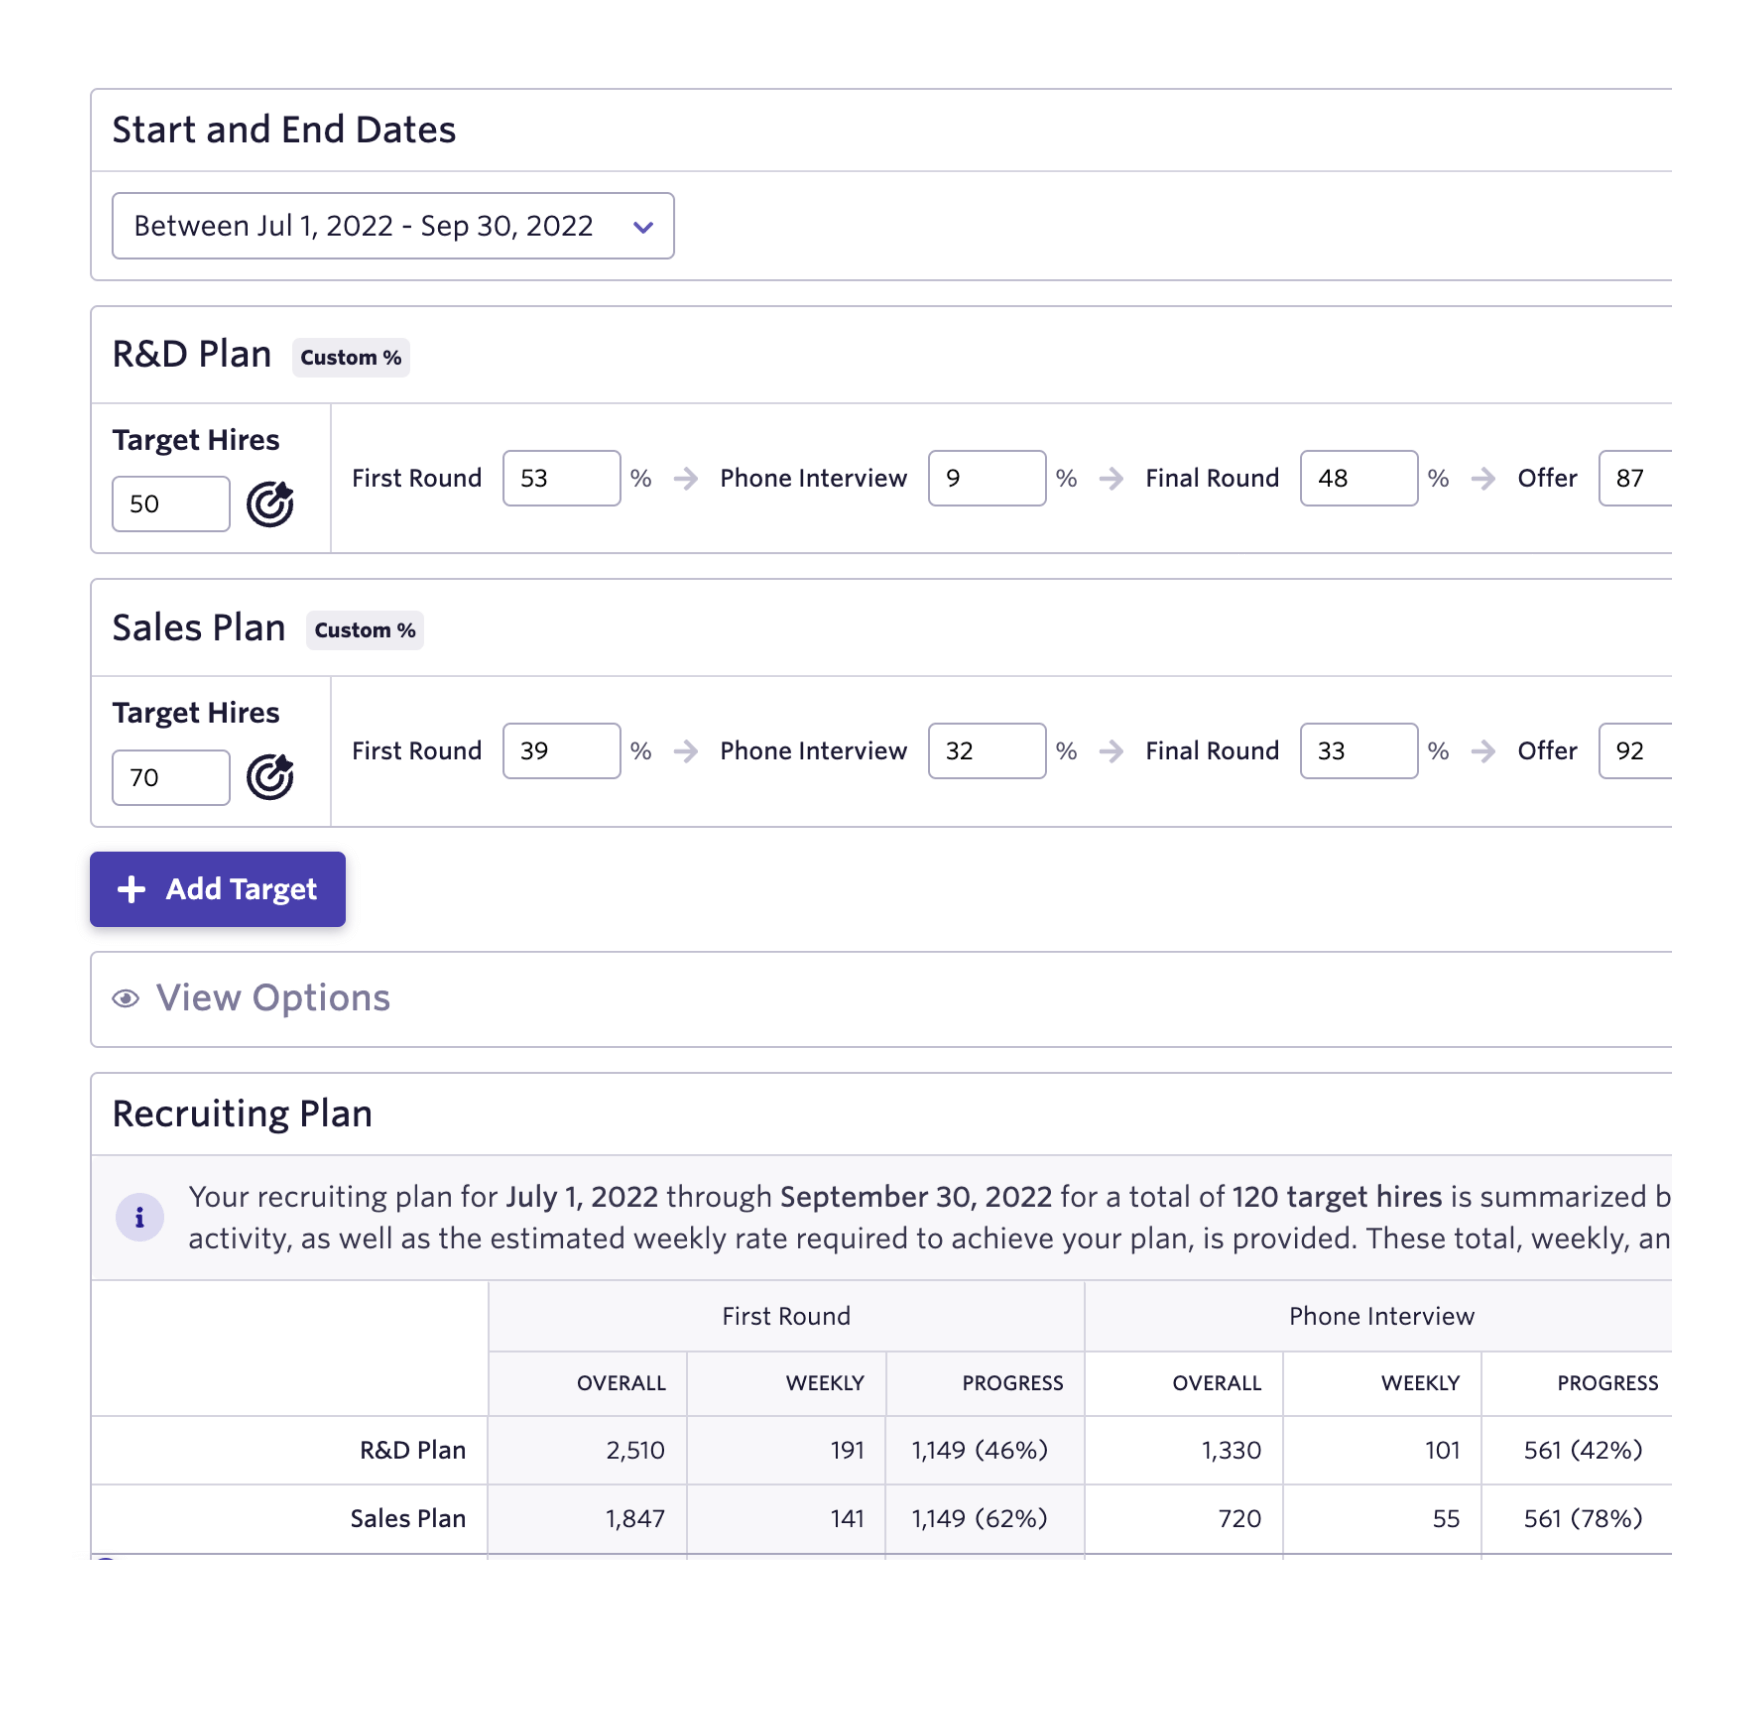 Start and End Dates
Between Jul 1, 2022 - Sep 30, 2022
R&D Plan Custom %
Target Hires
50
First Round 53 % Phone Interview 9 % Final Round 48 % Offer 87
Sales Plan Custom %
Target Hires
70
First Round 39 % Phone Interview 32 % Final Round 33 % Offer 92
Add Target
View Options
Recruiting Plan
Your recruiting plan for July 1, 2022 through September 30, 2022 for a total of 120 target hires is summarized b
activity, as well as the estimated weekly rate required to achieve your plan, is provided. These total, weekly, an
First Round Phone Interview
OVERALL WEEKLY PROGRESS OVERALL WEEKLY PROGRESS
R&D Plan 2,510 191 1,149 (46%) 1,330 101 561 (42%)
Sales Plan 1,847 141 1,149 (62%) 720 55 561 (78%)